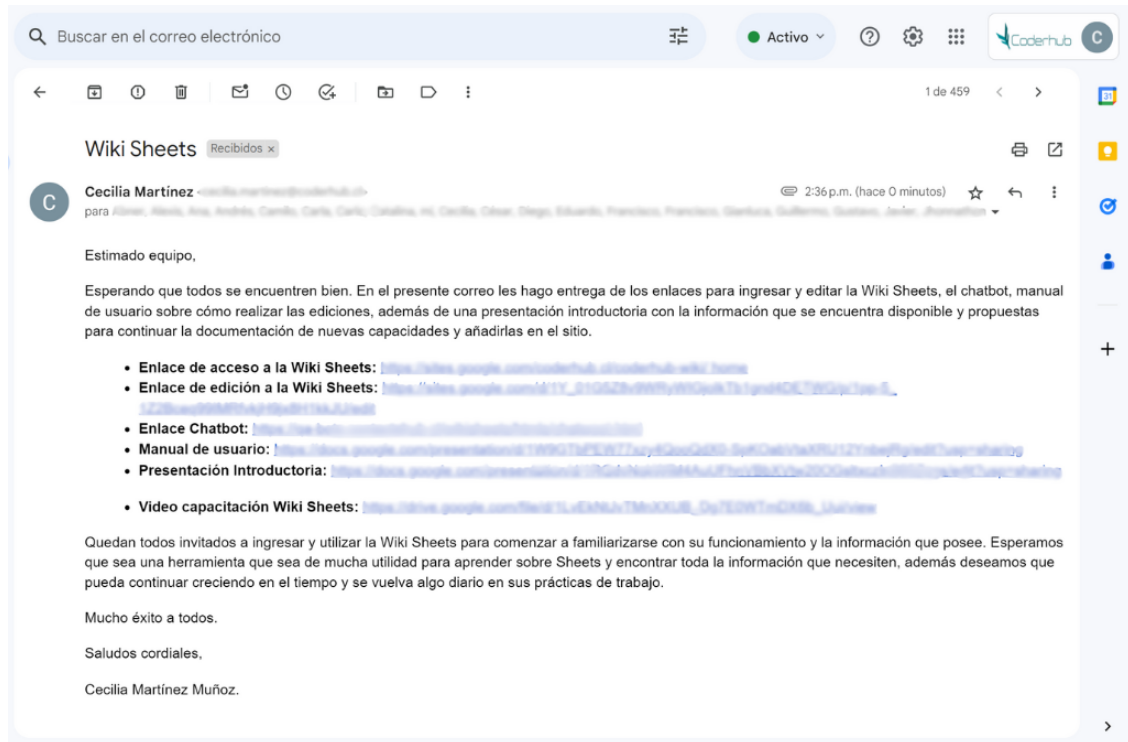 Buscar en el correo electrónico
Activo
Coderhub
C
1 de 459
31
Wiki Sheets Recibidos ×
C
Cecilia Martínez
2:36 p.m. (hace 0 minutos)
para
Estimado equipo,
Esperando que todos se encuentren bien. En el presente correo les hago entrega de los enlaces para ingresar y editar la Wiki Sheets, el chatbot, manual
de usuario sobre cómo realizar las ediciones, además de una presentación introductoria con la información que se encuentra disponible y propuestas
para continuar la documentación de nuevas capacidades y añadirlas en el sitio.
• Enlace de acceso a la Wiki Sheets:
• Enlace de edición a la Wiki Sheets:
• Enlace Chatbot:
• Manual de usuario:
• Presentación Introductoria:
• Video capacitación Wiki Sheets:
Quedan todos invitados a ingresar y utilizar la Wiki Sheets para comenzar a familiarizarse con su funcionamiento y la información que posee. Esperamos
que sea una herramienta que sea de mucha utilidad para aprender sobre Sheets y encontrar toda la información que necesiten, además deseamos que
pueda continuar creciendo en el tiempo y se vuelva algo diario en sus prácticas de trabajo.
Mucho éxito a todos.
Saludos cordiales,
Cecilia Martínez Muñoz.